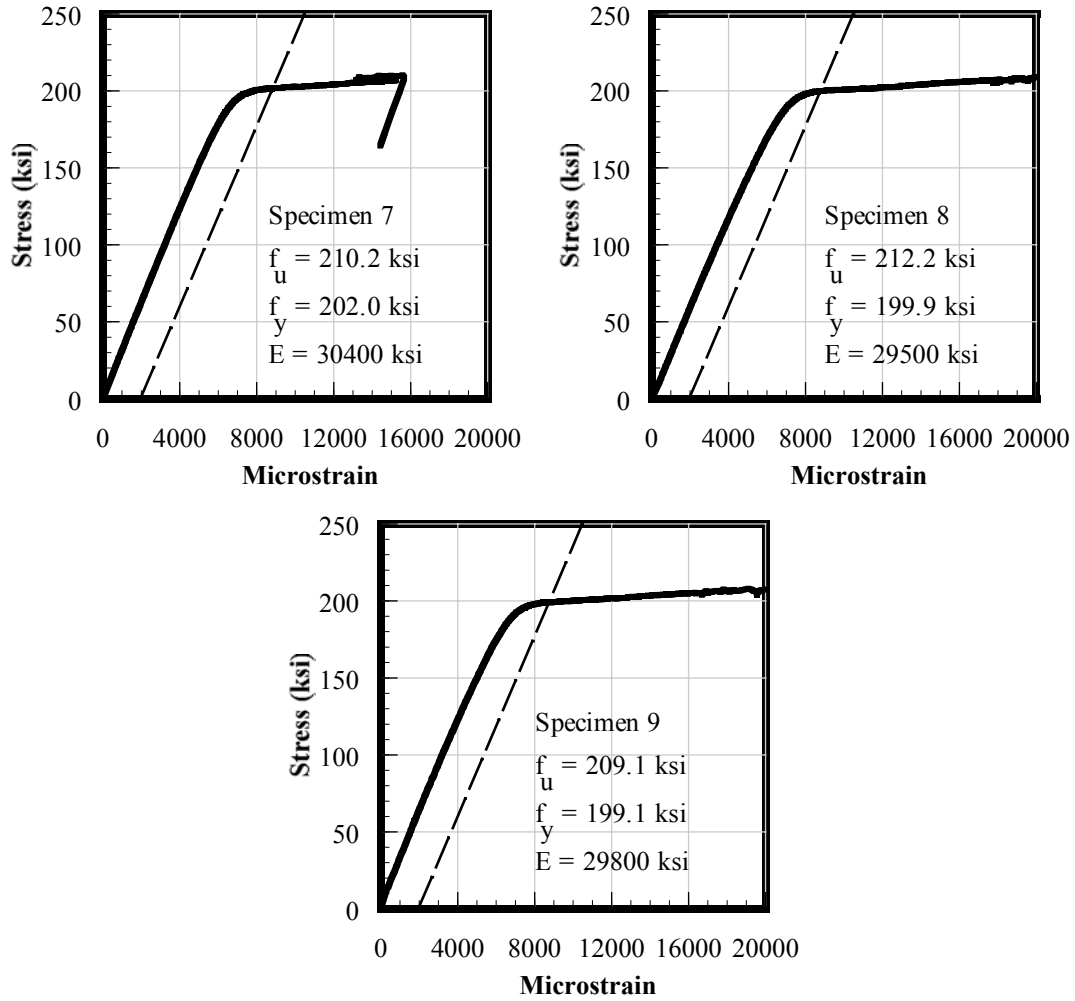 250
200
150
100
50
0
Stress (ksi)
Specimen 7
f
u
= 210.2 ksi
f
y
= 202.0 ksi
E = 30400 ksi
0 4000 8000 12000 16000 20000
Microstrain
250
200
150
100
50
0
Stress (ksi)
Specimen 8
f
u
= 212.2 ksi
f
y
= 199.9 ksi
E = 29500 ksi
0 4000 8000 12000 16000 20000
Microstrain
250
200
150
100
50
0
Stress (ksi)
Specimen 9
f
u
= 209.1 ksi
f
y
= 199.1 ksi
E = 29800 ksi
0 4000 8000 12000 16000 20000
Microstrain